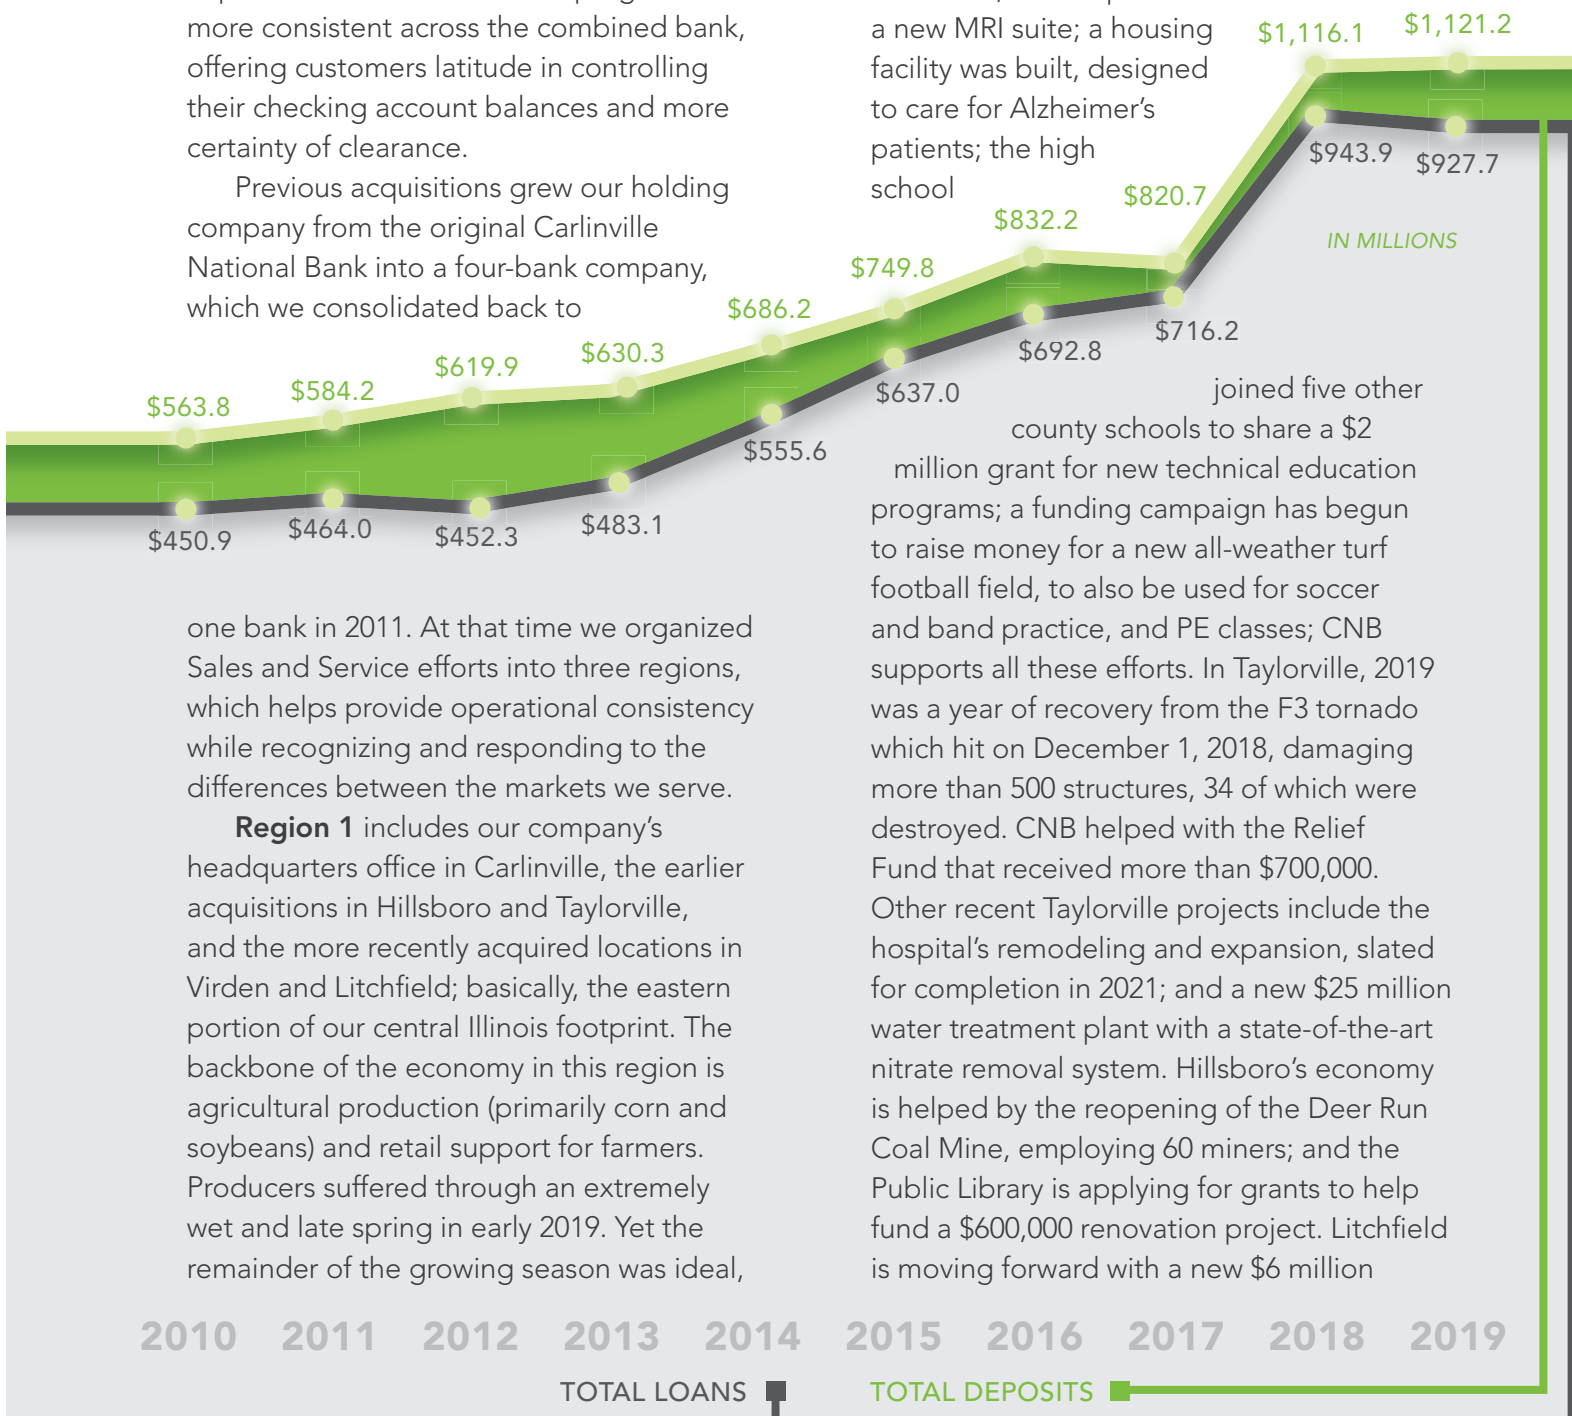 more consistent across the combined bank,
offering customers latitude in controlling
their checking account balances and more
certainty of clearance.
Previous acquisitions grew our holding
company from the original Carlinville
National Bank into a four-bank company,
which we consolidated back to
one bank in 2011. At that time we organized
Sales and Service efforts into three regions,
which helps provide operational consistency
while recognizing and responding to the
differences between the markets we serve.
Region 1 includes our company’s
headquarters office in Carlinville, the earlier
acquisitions in Hillsboro and Taylorville,
and the more recently acquired locations in
Virden and Litchfield; basically, the eastern
portion of our central Illinois footprint. The
backbone of the economy in this region is
agricultural production (primarily corn and
soybeans) and retail support for farmers.
Producers suffered through an extremely
wet and late spring in early 2019. Yet the
remainder of the growing season was ideal,
a new MRI suite; a housing
facility was built, designed
to care for Alzheimer’s
patients; the high
school
joined five other
county schools to share a $2
million grant for new technical education
programs; a funding campaign has begun
to raise money for a new all-weather turf
football field, to also be used for soccer
and band practice, and PE classes; CNB
supports all these efforts. In Taylorville, 2019
was a year of recovery from the F3 tornado
which hit on December 1, 2018, damaging
more than 500 structures, 34 of which were
destroyed. CNB helped with the Relief
Fund that received more than $700,000.
Other recent Taylorville projects include the
hospital’s remodeling and expansion, slated
for completion in 2021; and a new $25 million
water treatment plant with a state-of-the-art
nitrate removal system. Hillsboro’s economy
is helped by the reopening of the Deer Run
Coal Mine, employing 60 miners; and the
Public Library is applying for grants to help
fund a $600,000 renovation project. Litchfield
is moving forward with a new $6 million
$563.8 $584.2 $619.9 $630.3 $686.2 $749.8 $832.2 $820.7 $1,116.1 $1,121.2
$450.9 $464.0 $452.3 $483.1 $555.6 $637.0 $692.8 $716.2 $943.9 $927.7
IN MILLIONS
2010 2011 2012 2013 2014 2015 2016 2017 2018 2019
TOTAL LOANS TOTAL DEPOSITS